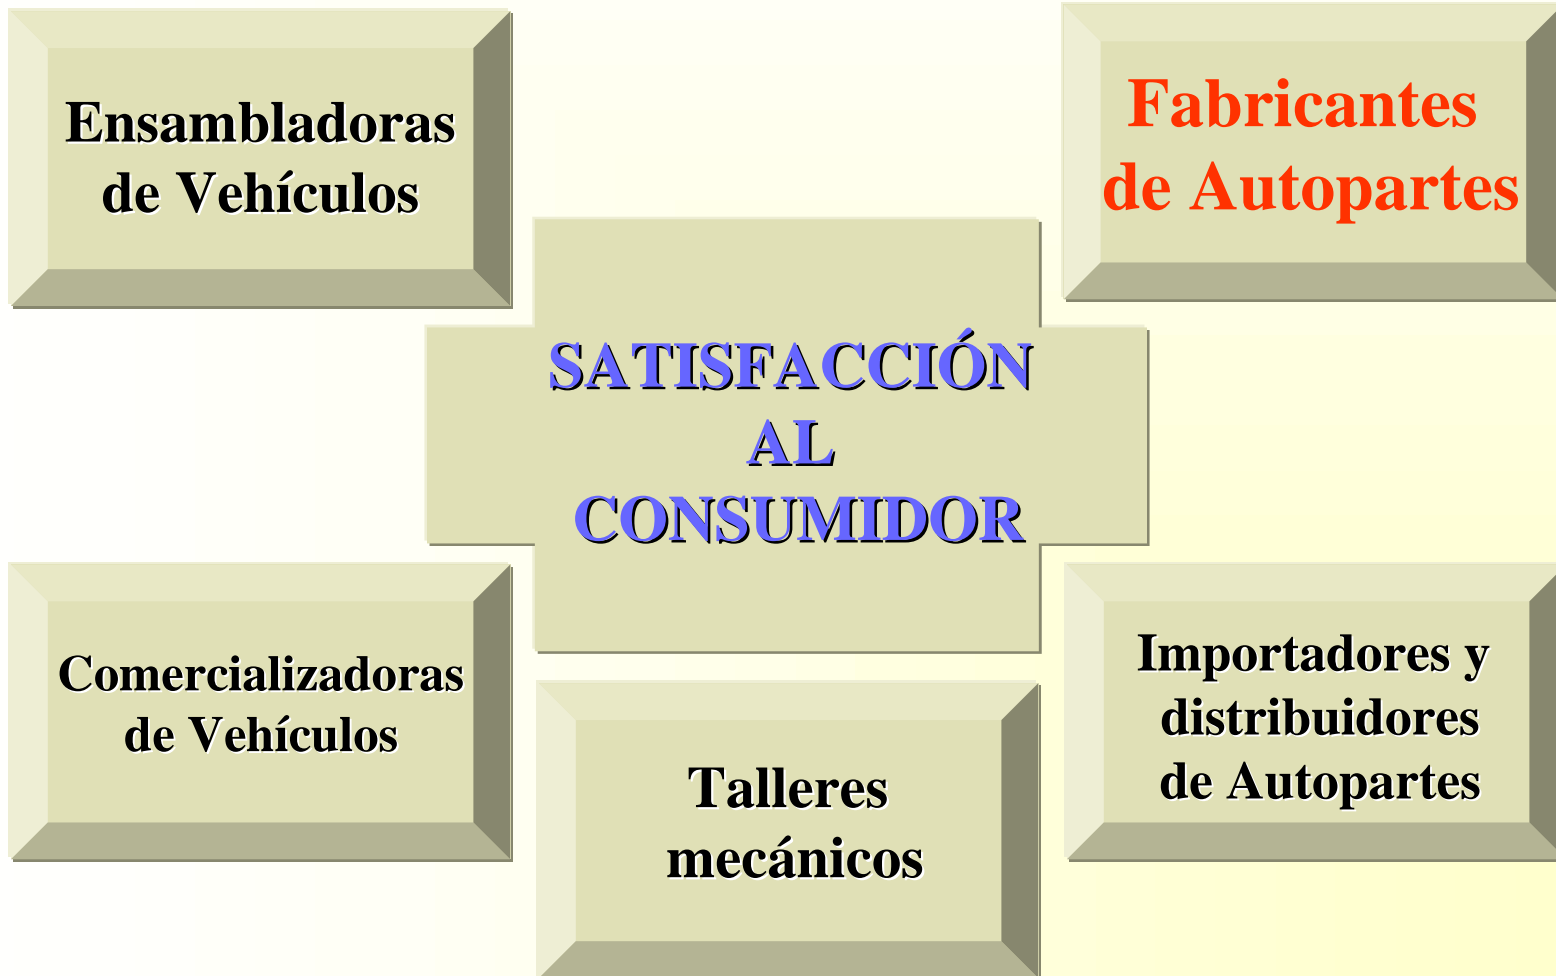 Ensambladoras
de Vehículos
Fabricantes
de Autopartes
SATISFACCIÓN
AL
CONSUMIDOR
Comercializadoras
de Vehículos
Talleres
mecánicos
Importadores y
distribuidores
de Autopartes